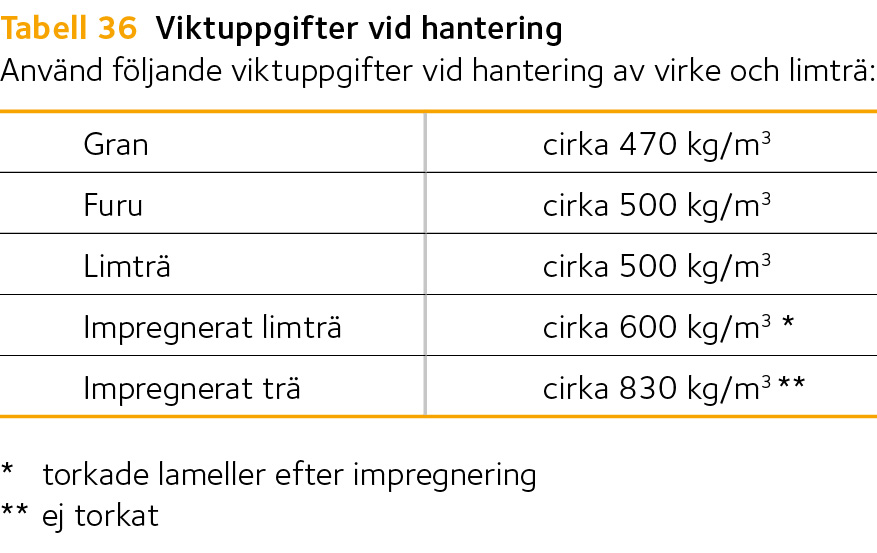 Tabell 36 Viktuppgifter vid hantering
Använd följande viktuppgifter vid hantering av virke och limträ:
Gran cirka 470 kg/m³
Furu cirka 500 kg/m³
Limträ cirka 500 kg/m³
Impregnerat limträ cirka 600 kg/m³ *
Impregnerat trä cirka 830 kg/m³ **
* torkade lameller efter impregnering
** ej torkat